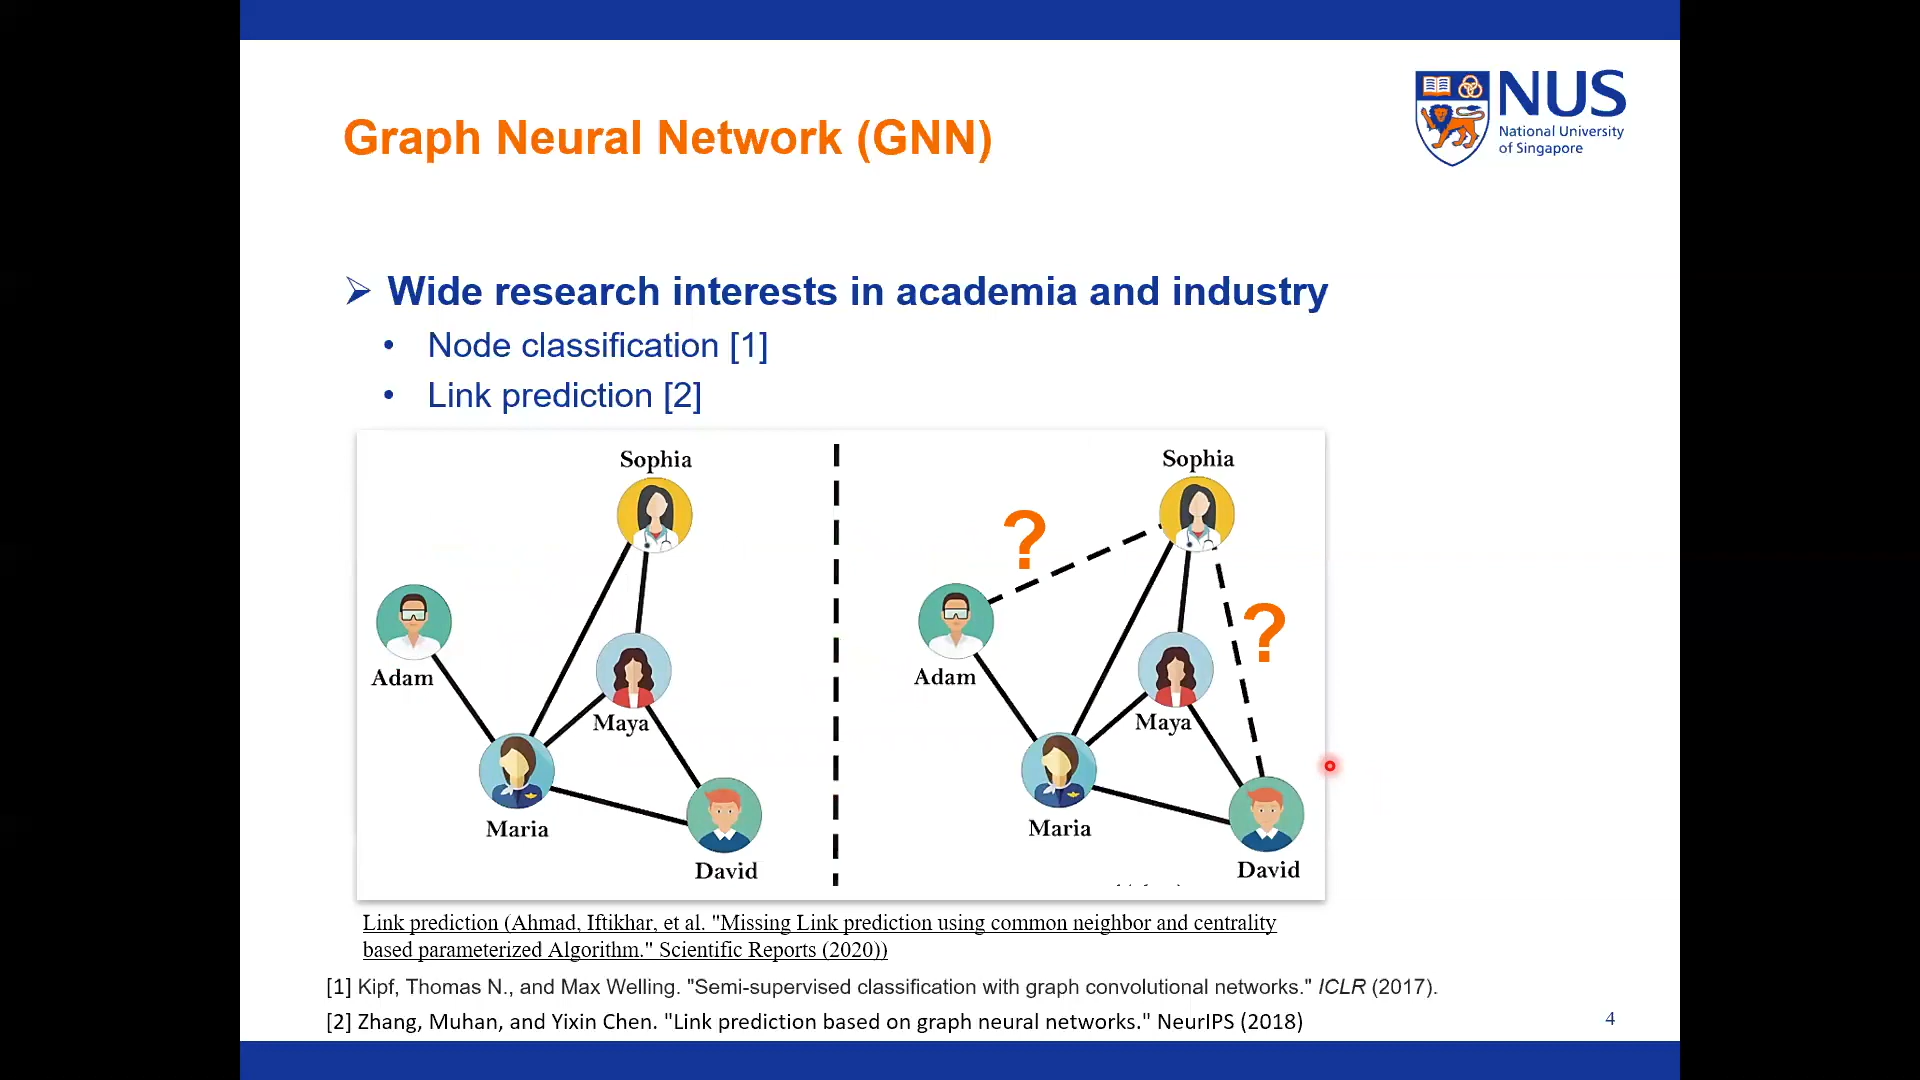 NUS
National University
of Singapore
Graph Neural Network (GNN)
➢ Wide research interests in academia and industry
• Node classification [1]
• Link prediction [2]
Sophia
Adam
Maya
Maria
David
Sophia
?
?
Adam
Maya
Maria
David
Link prediction (Ahmad, Iftikhar, et al. "Missing Link prediction using common neighbor and centrality
based parameterized Algorithm." Scientific Reports (2020))
[1] Kipf, Thomas N., and Max Welling. "Semi-supervised classification with graph convolutional networks." ICLR (2017).
[2] Zhang, Muhan, and Yixin Chen. "Link prediction based on graph neural networks." NeurIPS (2018)
4